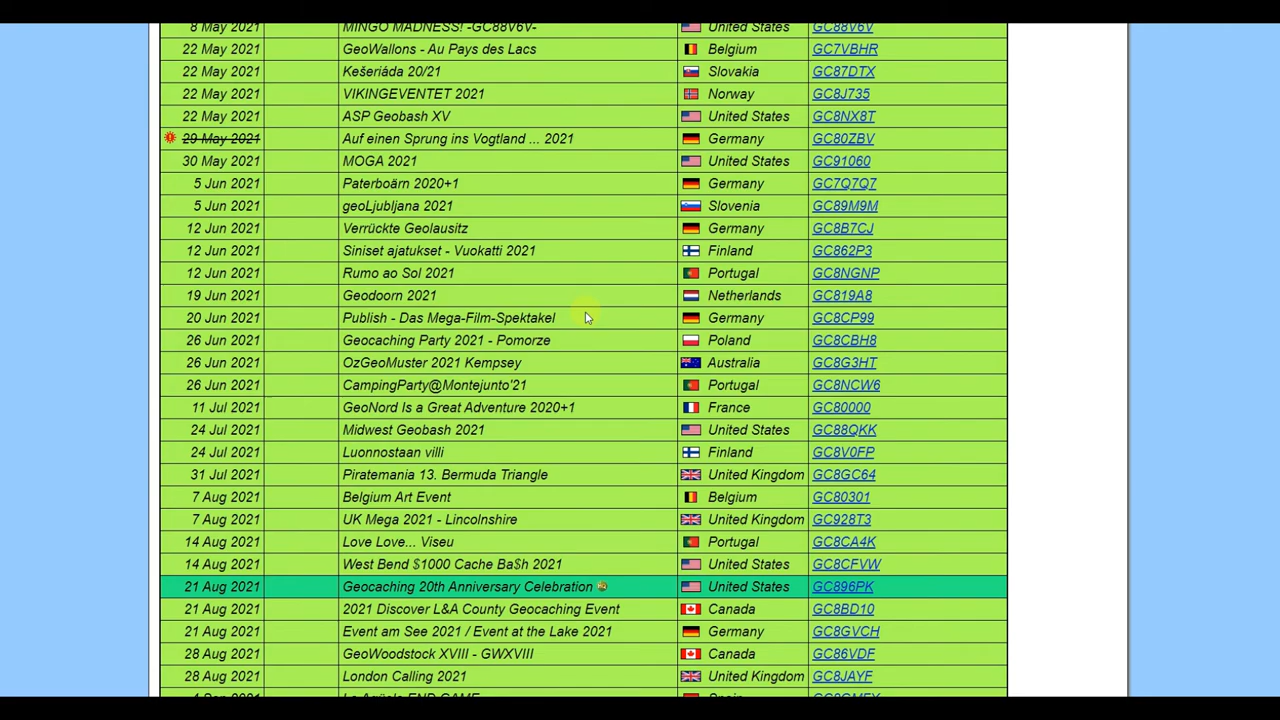 8 May 2021 MINGO MADNESS! -GC88V6V- United States GC88V6V
22 May 2021 GeoWallons - Au Pays des Lacs Belgium GC7VBHR
22 May 2021 Kešeriáda 20/21 Slovakia GC87DTX
22 May 2021 VIKINGEVENTET 2021 Norway GC8J735
22 May 2021 ASP Geobash XV United States GC8NX8T
29 May 2021 Auf einen Sprung ins Vogtland ... 2021 Germany GC80ZBV
30 May 2021 MOGA 2021 United States GC91060
5 Jun 2021 Paterboärn 2020+1 Germany GC7Q7Q7
5 Jun 2021 geoLjubljana 2021 Slovenia GC89M9M
12 Jun 2021 Verrückte Geolausitz Germany GC8B7CJ
12 Jun 2021 Siniset ajatukset - Vuokatti 2021 Finland GC862P3
12 Jun 2021 Rumo ao Sol 2021 Portugal GC8NGNP
19 Jun 2021 Geodoorn 2021 Netherlands GC819A8
20 Jun 2021 Publish - Das Mega-Film-Spektakel Germany GC8CP99
26 Jun 2021 Geocaching Party 2021 - Pomorze Poland GC8CBH8
26 Jun 2021 OzGeoMuster 2021 Kempsey Australia GC8G3HT
26 Jun 2021 CampingParty@Montejunto'21 Portugal GC8NCW6
11 Jul 2021 GeoNord Is a Great Adventure 2020+1 France GC80000
24 Jul 2021 Midwest Geobash 2021 United States GC88QKK
24 Jul 2021 Luonnostaan villi Finland GC8V0FP
31 Jul 2021 Piratemania 13. Bermuda Triangle United Kingdom GC8GC64
7 Aug 2021 Belgium Art Event Belgium GC80301
7 Aug 2021 UK Mega 2021 - Lincolnshire United Kingdom GC928T3
14 Aug 2021 Love Love... Viseu Portugal GC8CA4K
14 Aug 2021 West Bend $1000 Cache Ba$h 2021 United States GC8CFVW
21 Aug 2021 Geocaching 20th Anniversary Celebration United States GC896PK
21 Aug 2021 2021 Discover L&A County Geocaching Event Canada GC8BD10
21 Aug 2021 Event am See 2021 / Event at the Lake 2021 Germany GC8GVCH
28 Aug 2021 GeoWoodstock XVIII - GWXVIII Canada GC86VDF
28 Aug 2021 London Calling 2021 United Kingdom GC8JAYF